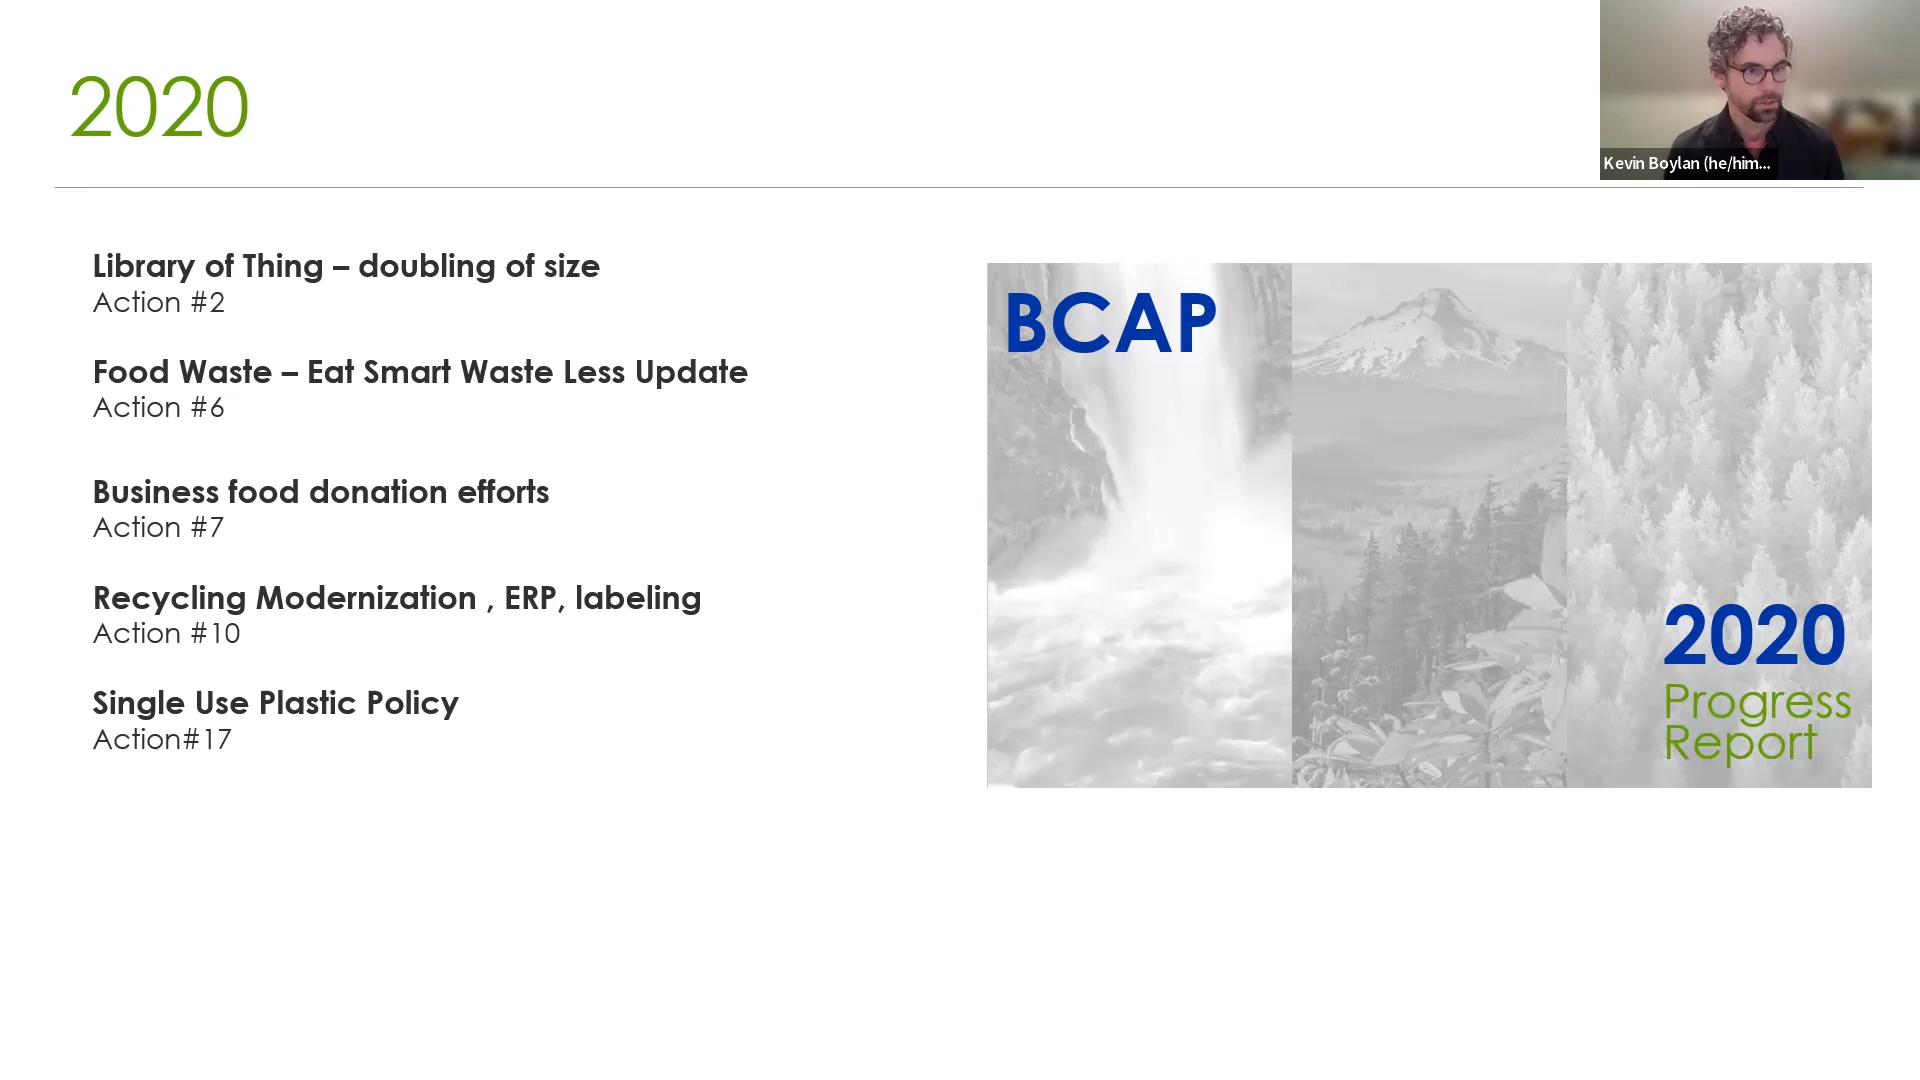 2020
Kevin Boylan (he/him...
Library of Thing – doubling of size
Action #2
Food Waste – Eat Smart Waste Less Update
Action #6
Business food donation efforts
Action #7
Recycling Modernization , ERP, labeling
Action #10
Single Use Plastic Policy
Action#17
BCAP
2020
Progress
Report